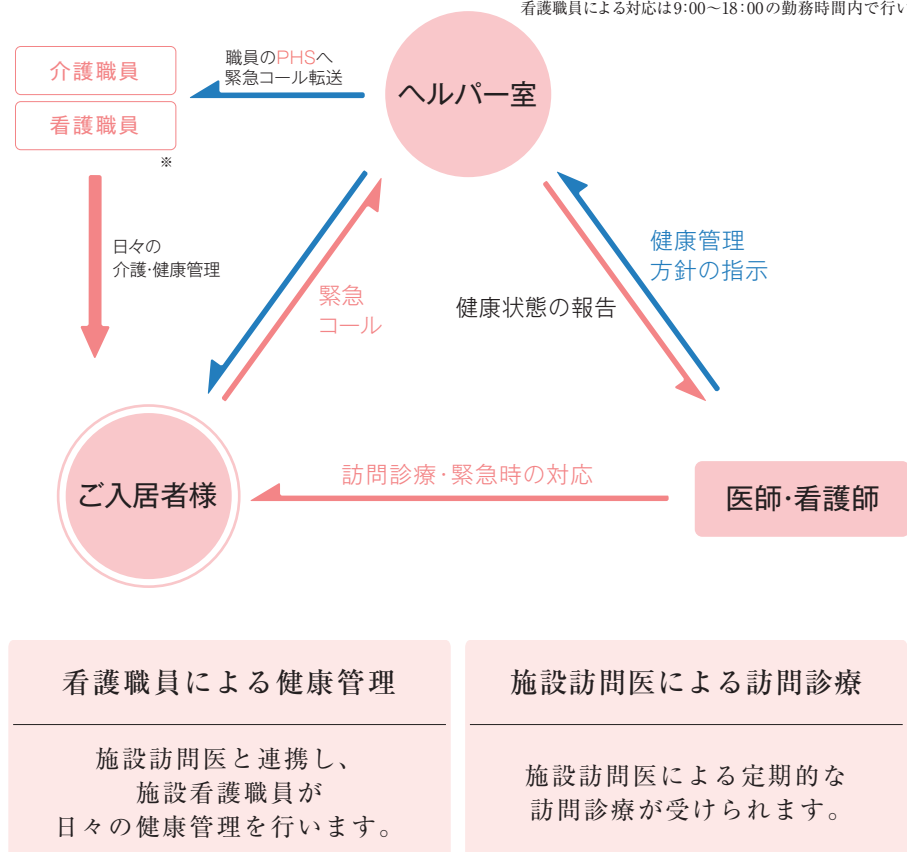 看護職員による対応は9:00〜18:00の勤務時間内で行い
職員のPHSへ
緊急コール転送
介護職員
看護職員
※
ヘルパー室
日々の
介護・健康管理
緊急
コール
健康管理
方針の指示
健康状態の報告
ご入居者様
訪問診療・緊急時の対応
医師・看護師
看護職員による健康管理
施設訪問医と連携し、
施設看護職員が
日々の健康管理を行います。
施設訪問医による訪問診療
施設訪問医による定期的な
訪問診療が受けられます。